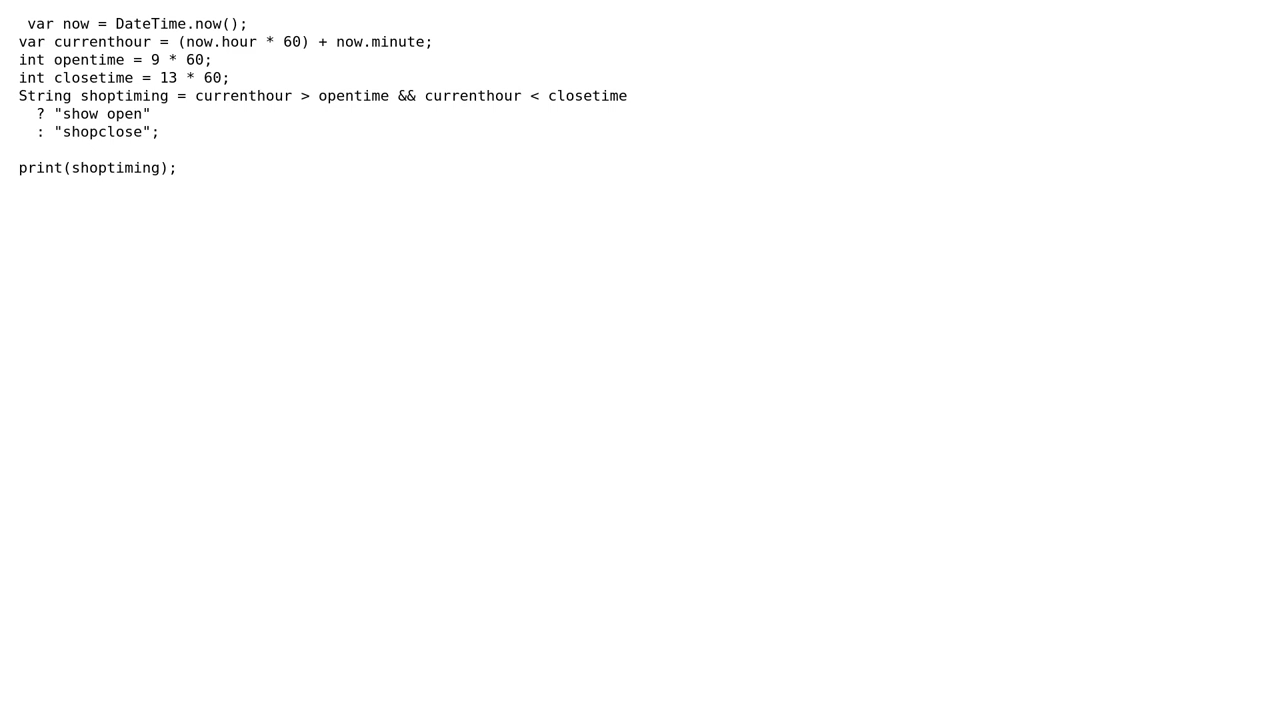 var now = DateTime.now();
var currenthour = (now.hour * 60) + now.minute;
int opentime = 9 * 60;
int closetime = 13 * 60;
String shoptiming = currenthour > opentime && currenthour < closetime
  ? "show open"
  : "shopclose";

print(shoptiming);